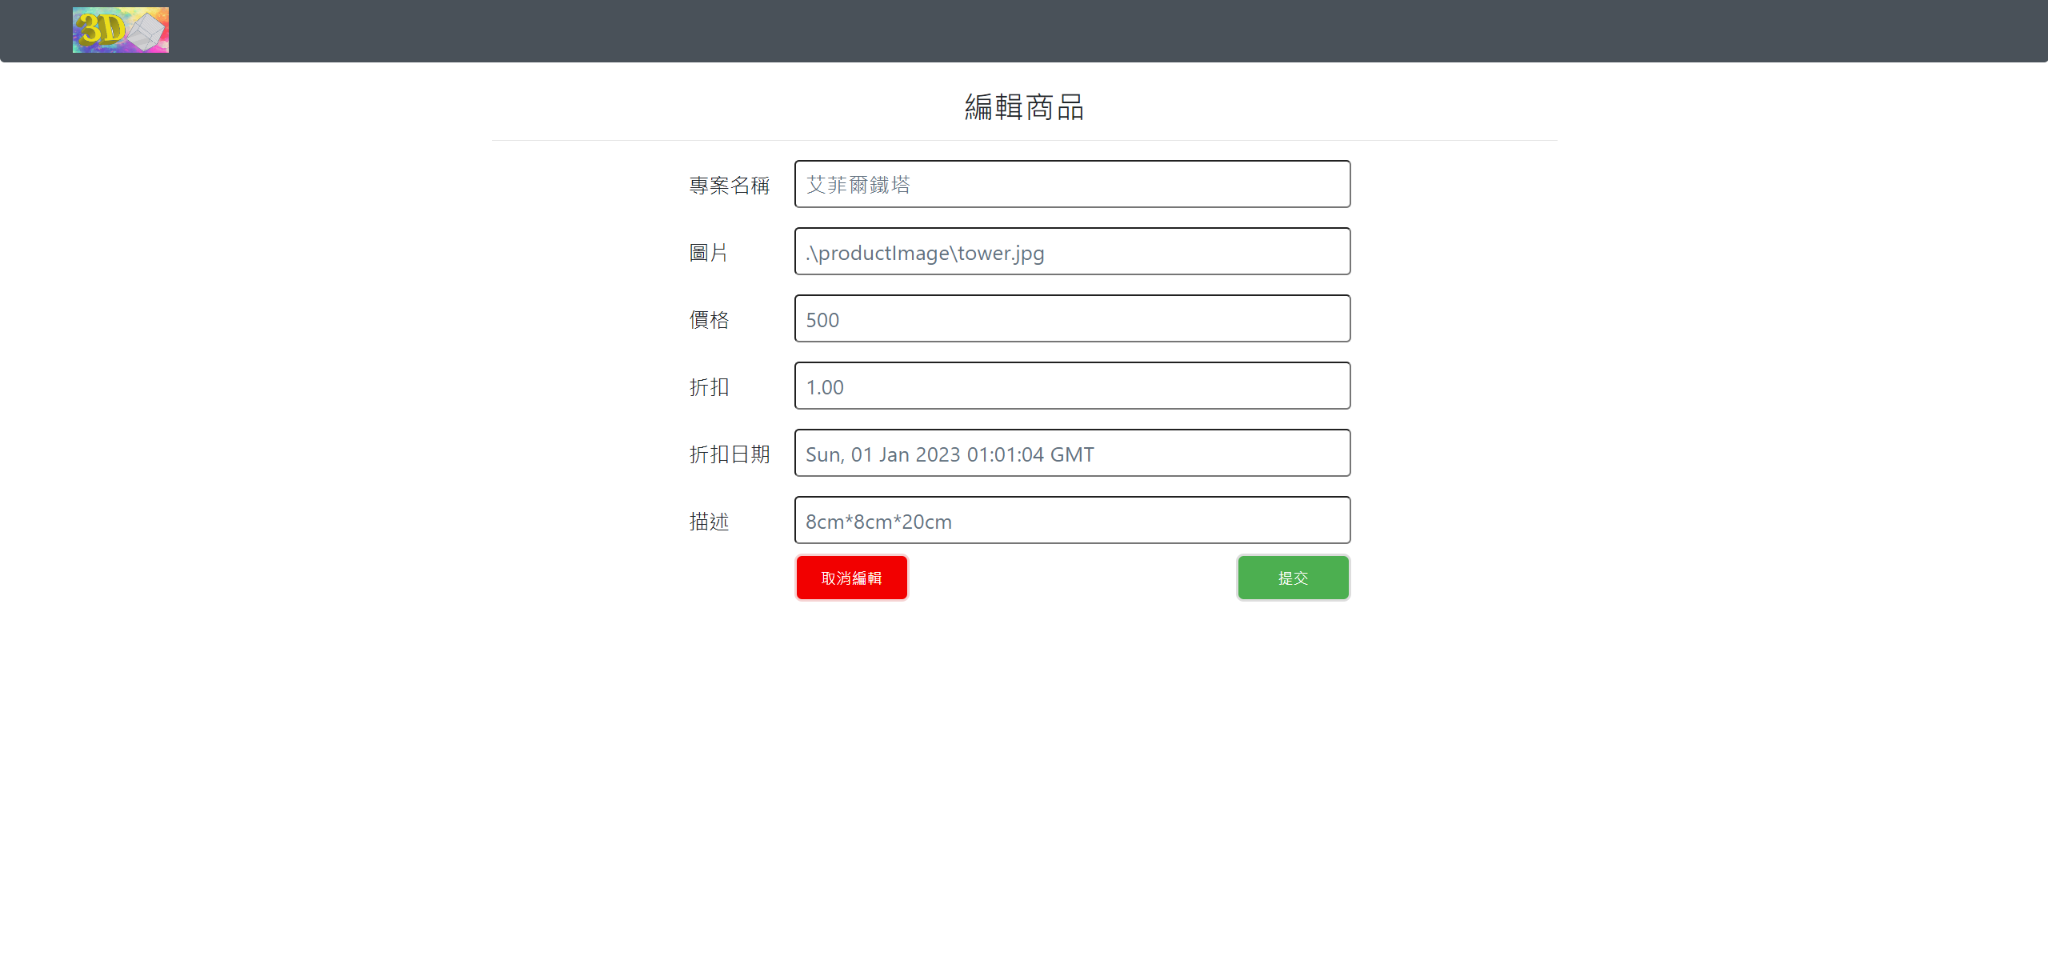 3D
編輯商品
專案名稱 艾菲爾鐵塔
圖片 .\productImage\tower.jpg
價格 500
折扣 1.00
折扣日期 Sun, 01 Jan 2023 01:01:04 GMT
描述 8cm*8cm*20cm
取消編輯 提交